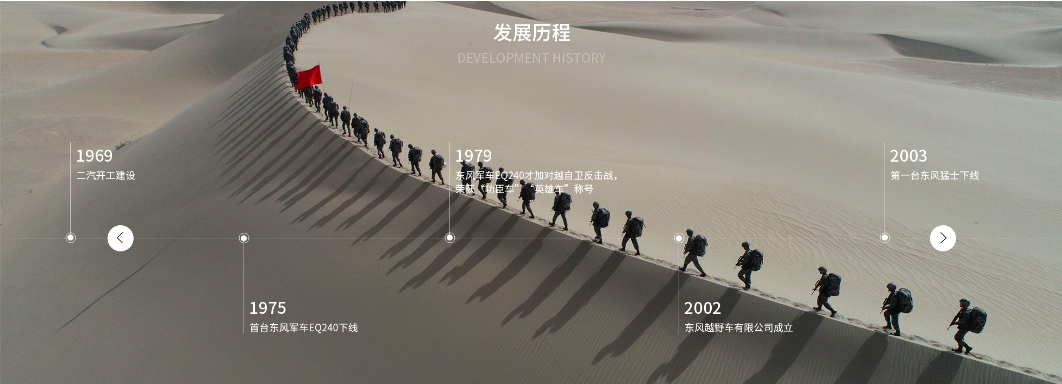 发展历程
DEVELOPMENT HISTORY
1969
二汽开工建设
1979
东风军车EQ240才加对越自卫反击战，
荣获“功臣车”“英雄车”称号
2003
第一台东风猛士下线
1975
首台东风军车EQ240下线
2002
东风越野车有限公司成立